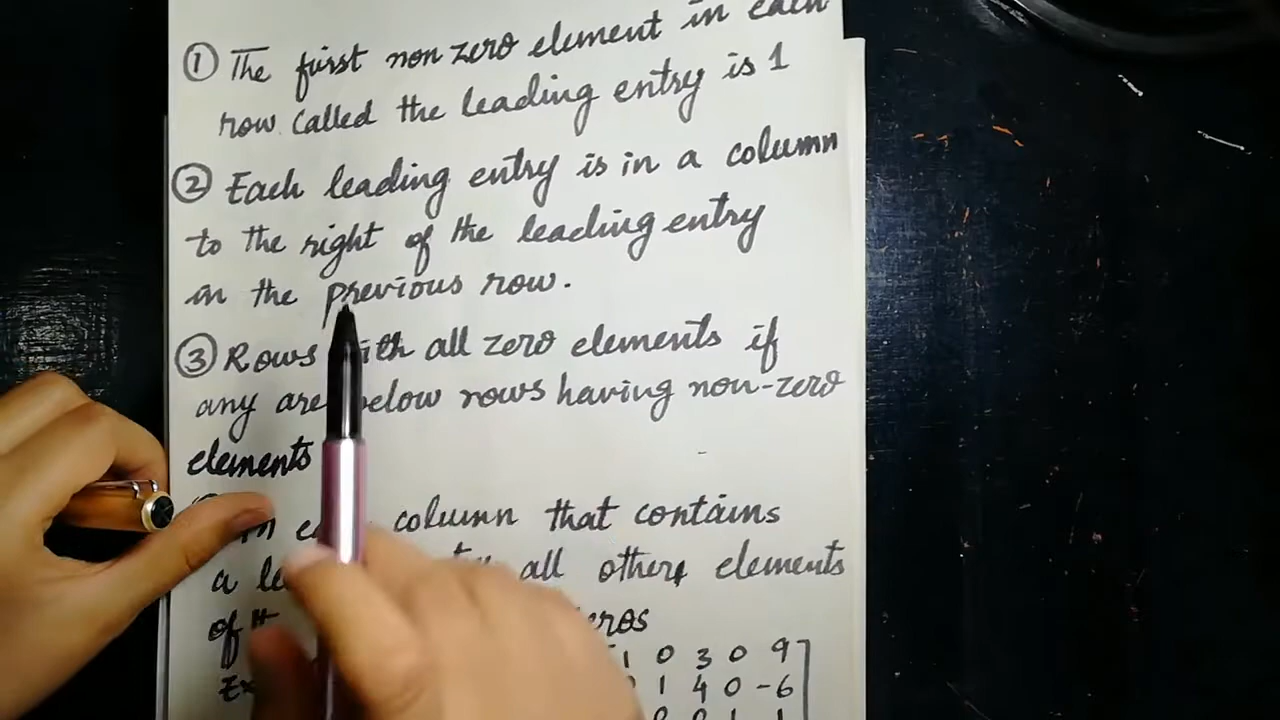 ① The first non zero element in each
row called the leading entry is 1
② Each leading entry is in a column
to the right of the leading entry
in the previous row.
③ Rows with all zero elements if
any are below rows having non-zero
elements
column that contains
a all other elements
of
1 0 3 0 9
1 4 0 -6